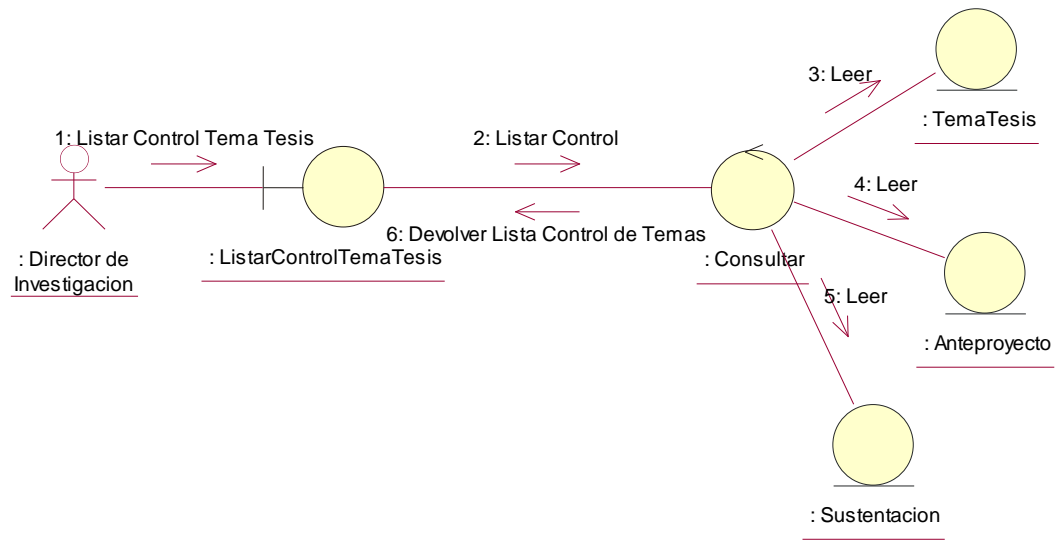 3: Leer
: TemaTesis
1: Listar Control Tema Tesis
2: Listar Control
4: Leer
6: Devolver Lista Control de Temas
: Director de
Investigacion
: ListarControlTemaTesis
: Consultar
5: Leer
: Anteproyecto
: Sustentacion